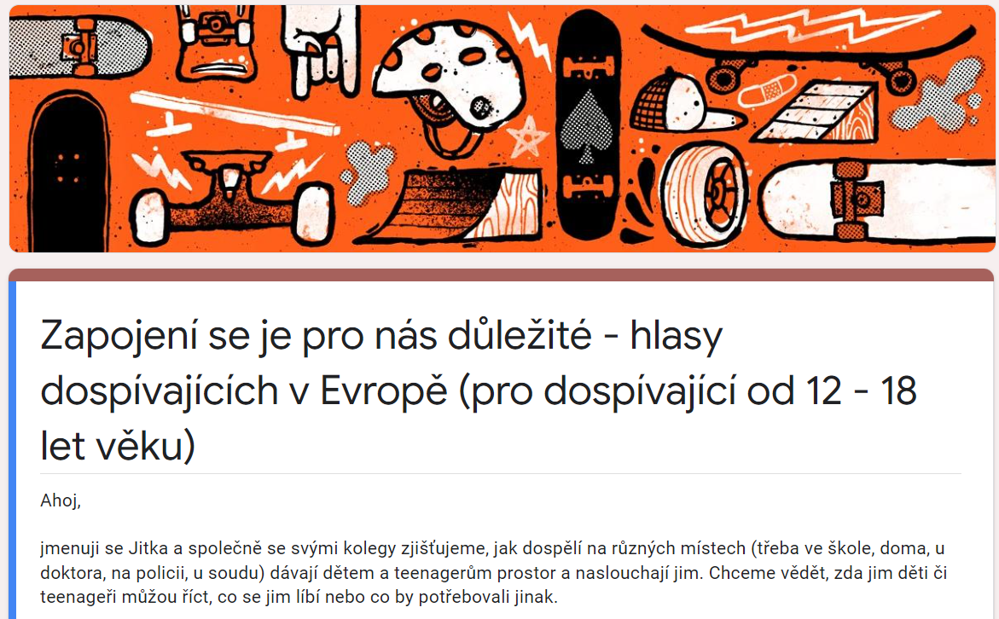 Zapojení se je pro nás důležité - hlasy
dospívajících v Evropě (pro dospívající od 12 - 18
let věku)
Ahoj,
jmenuji se Jitka a společně se svými kolegy zjišťujeme, jak dospělí na různých místech (třeba ve škole, doma, u
doktora, na policii, u soudu) dávají dětem a teenagerům prostor a naslouchají jim. Chceme vědět, zda jim děti či
teenageři můžou říct, co se jim líbí nebo co by potřebovali jinak.